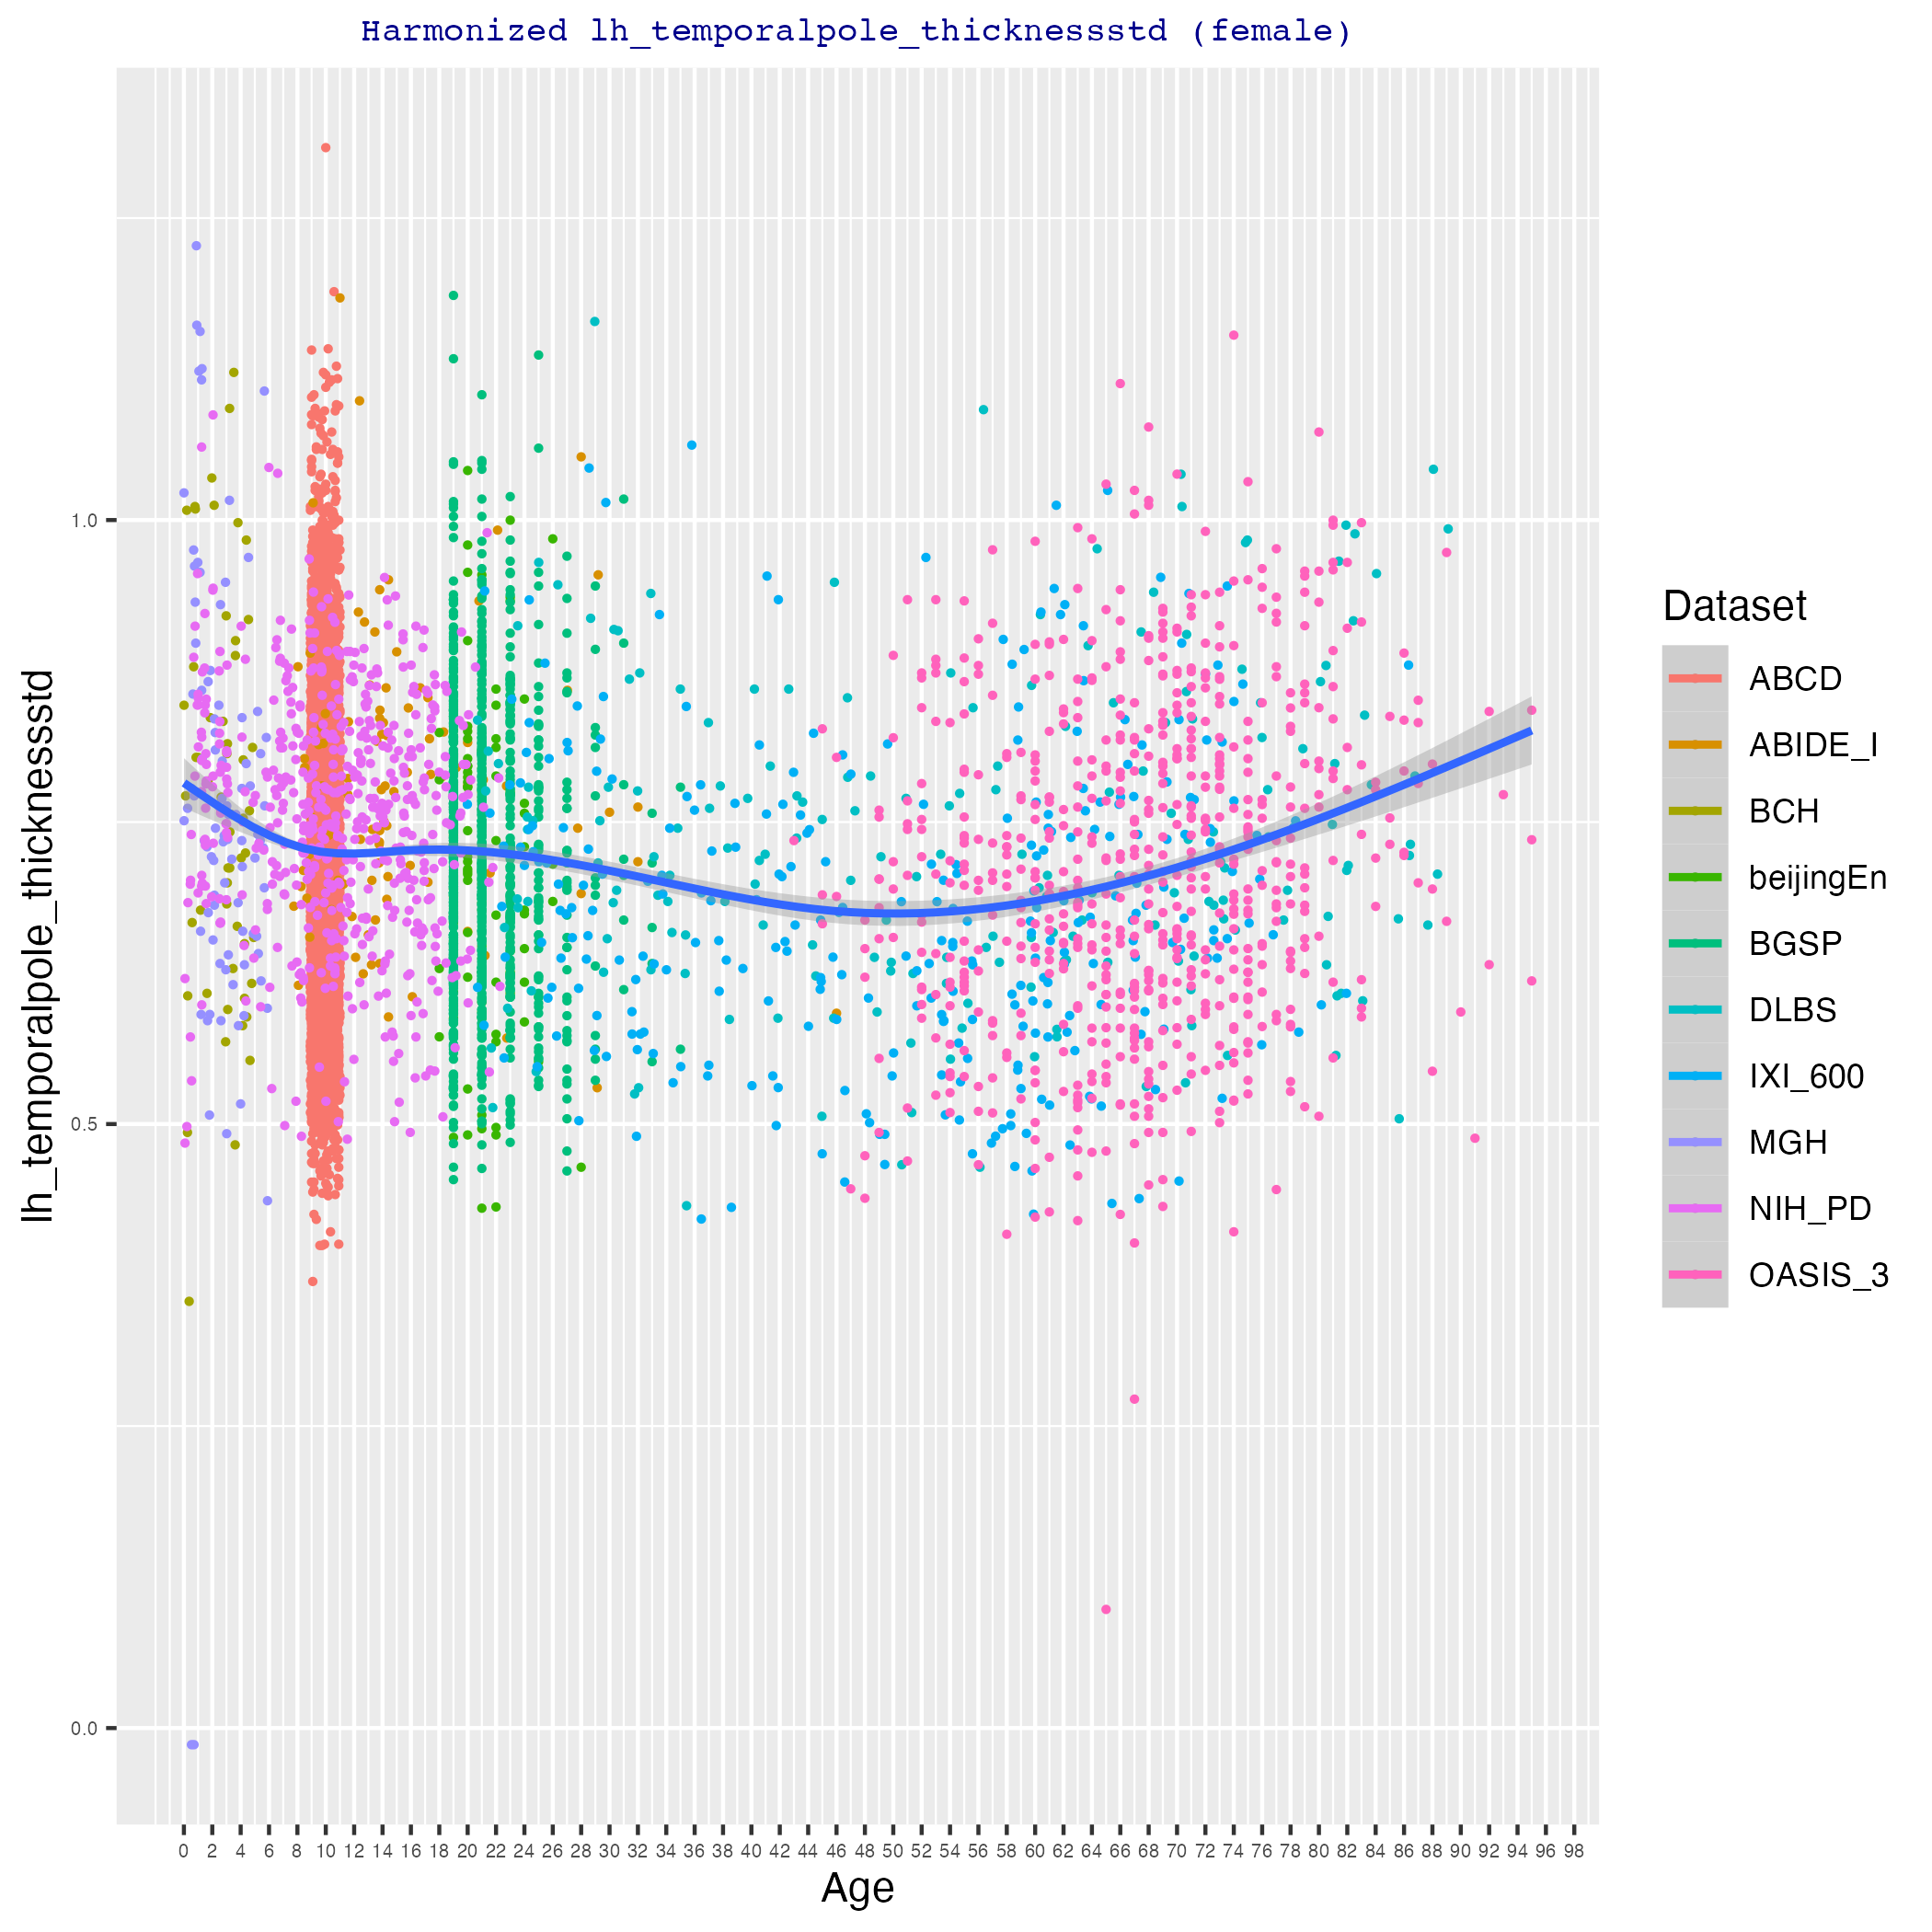 Harmonized lh_temporalpole_thicknessstd (female)
lh_temporalpole_thicknessstd
1.0
0.5
0.0
0 2 4 6 8 10 12 14 16 18 20 22 24 26 28 30 32 34 36 38 40 42 44 46 48 50 52 54 56 58 60 62 64 66 68 70 72 74 76 78 80 82 84 86 88 90 92 94 96 98
Age
Dataset
ABCD
ABIDE_I
BCH
beijingEn
BGSP
DLBS
IXI_600
MGH
NIH_PD
OASIS_3